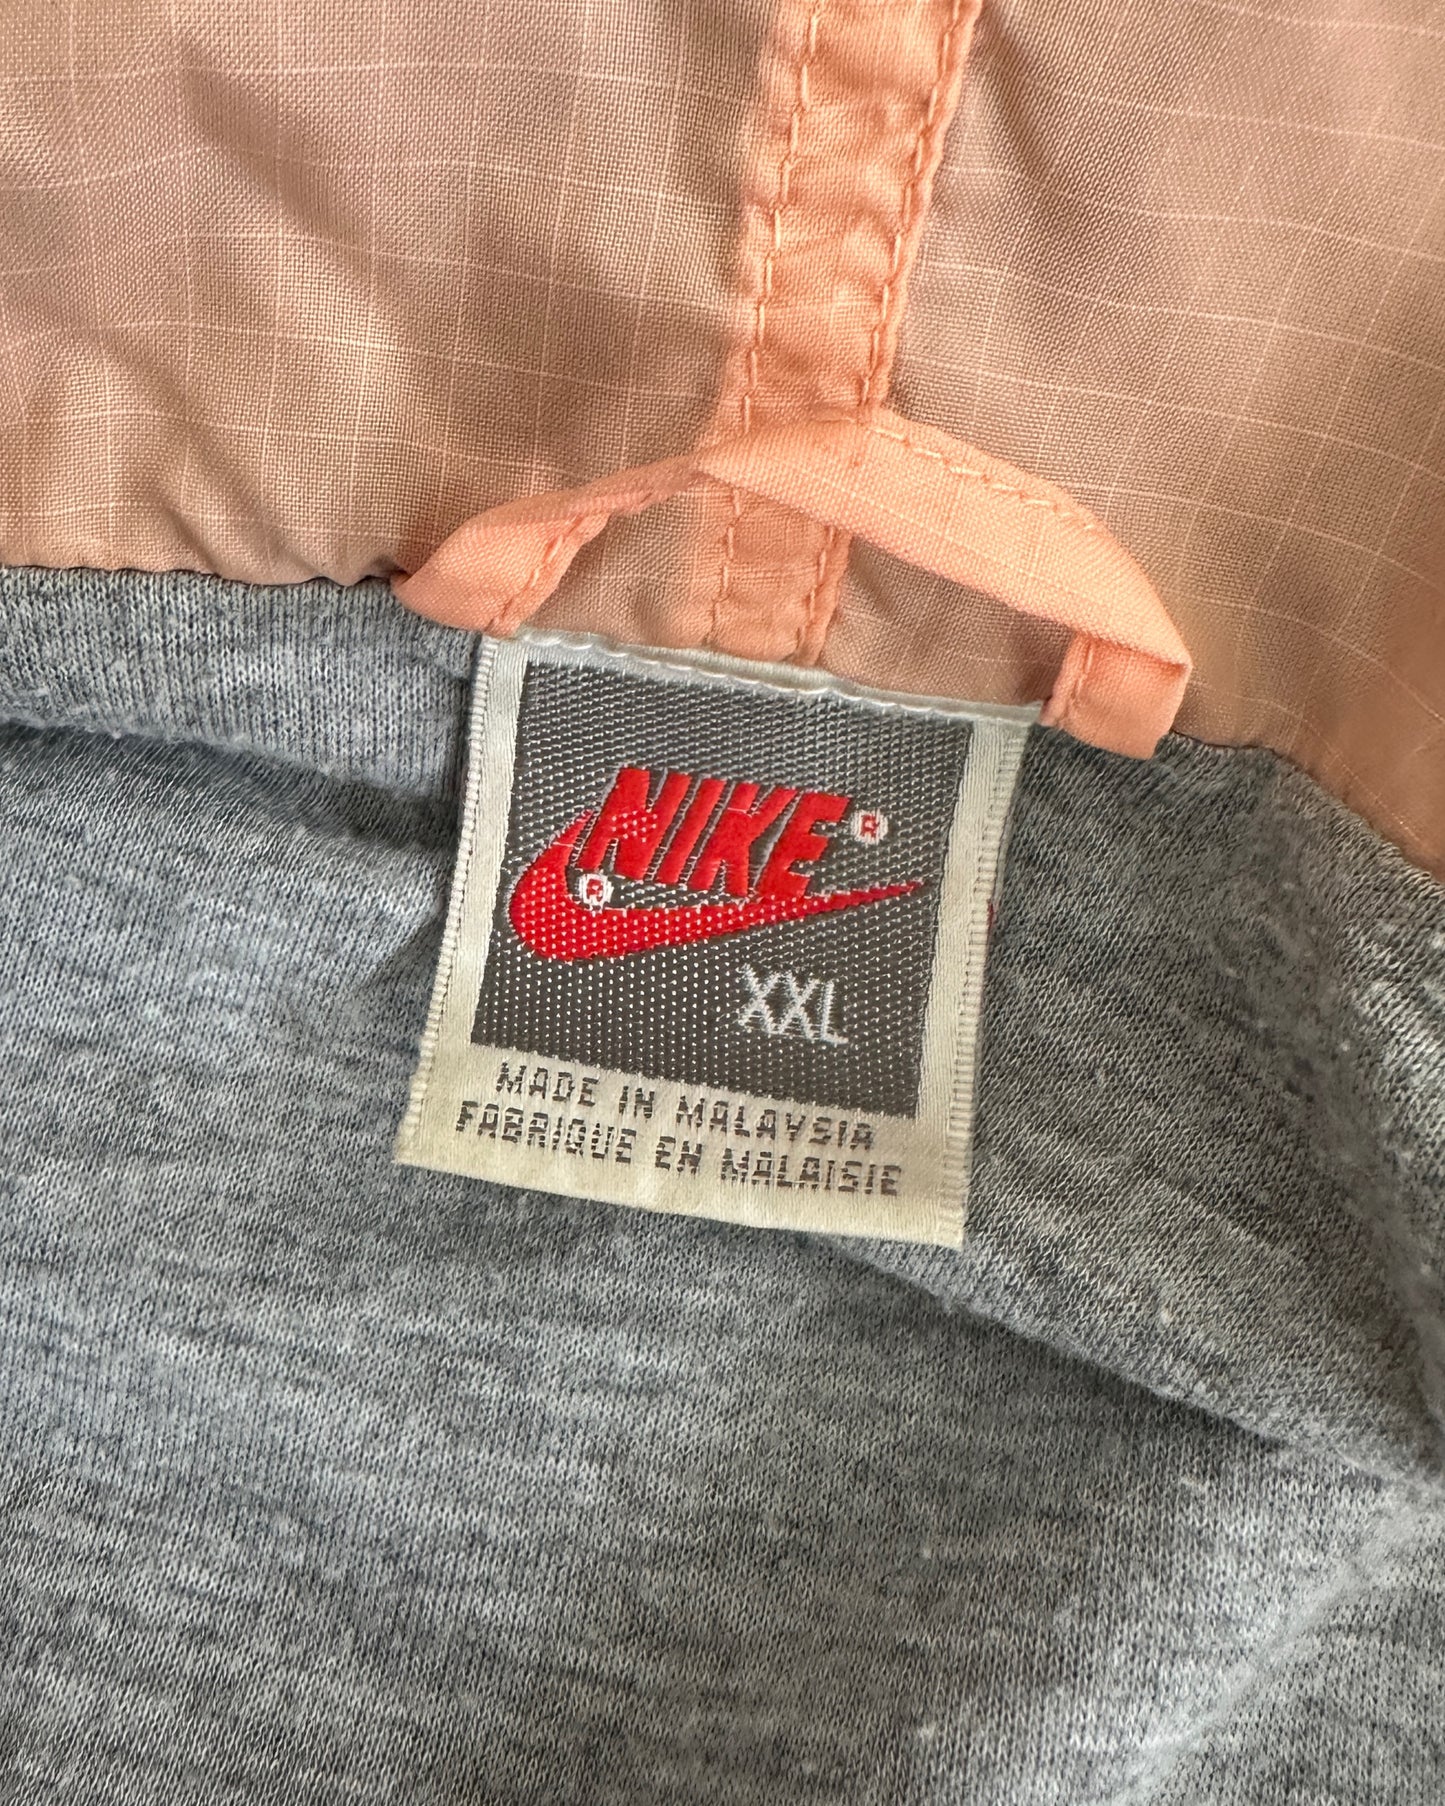 NIKE®
®
XXL
MADE IN MALAYSIA
FABRIQUE EN MALAISIE